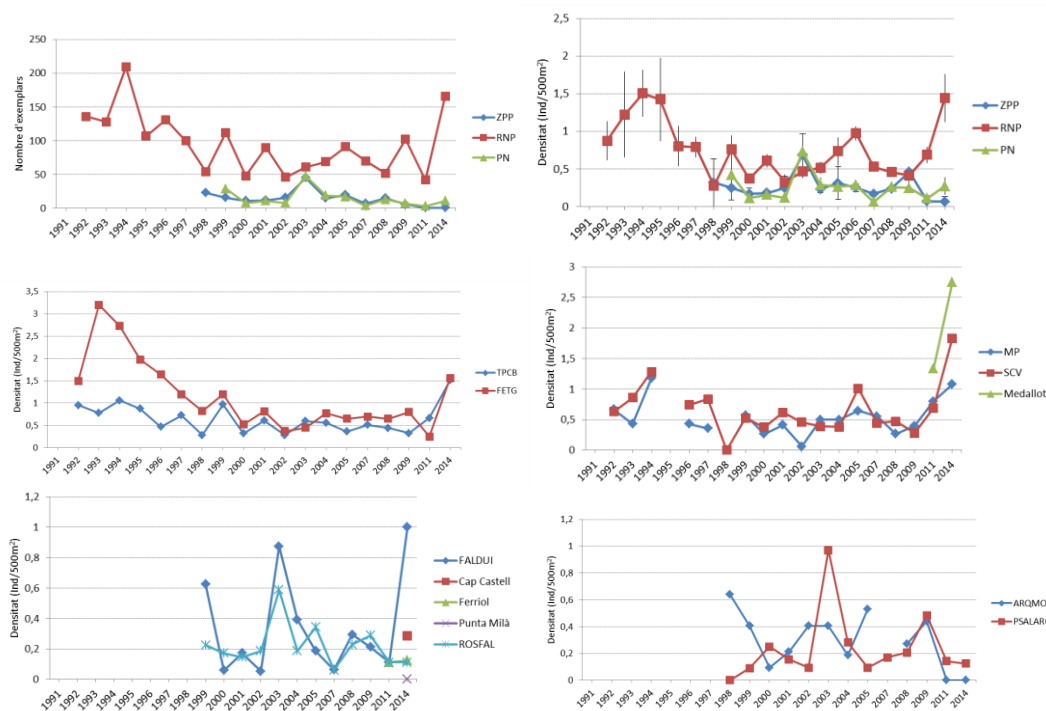 Nombre d'exemplars
250
200
150
100
50
0
1991 1992 1993 1994 1995 1996 1997 1998 1999 2000 2001 2002 2003 2004 2005 2007 2008 2009 2011 2014
ZPP
RNP
PN
Densitat (Ind/500m²)
2,5
2
1,5
1
0,5
0
1991 1992 1993 1994 1995 1996 1997 1998 1999 2000 2001 2002 2003 2004 2005 2007 2008 2009 2011 2014
ZPP
RNP
PN
Densitat (Ind/500m²)
3,5
3
2,5
2
1,5
1
0,5
0
1991 1992 1993 1994 1995 1996 1997 1998 1999 2000 2001 2002 2003 2004 2005 2007 2008 2009 2011 2014
TPCB
FETG
Densitat (Ind/500m²)
3
2,5
2
1,5
1
0,5
0
1991 1992 1993 1994 1996 1997 1998 1999 2000 2001 2002 2003 2004 2005 2007 2008 2009 2011 2014
MP
SCV
Medallot
Densitat (Ind/500m²)
1,2
1
0,8
0,6
0,4
0,2
0
1991 1992 1993 1994 1995 1996 1997 1998 1999 2000 2001 2002 2003 2004 2005 2007 2008 2009 2011 2014
FALDUI
Cap Castell
Ferriol
Punta Milà
ROSFAL
Densitat (Ind/500m²)
1,2
1
0,8
0,6
0,4
0,2
0
1991 1992 1993 1994 1995 1996 1997 1998 1999 2000 2001 2002 2003 2004 2005 2007 2008 2009 2011 2014
ARQMO
PSALARQ